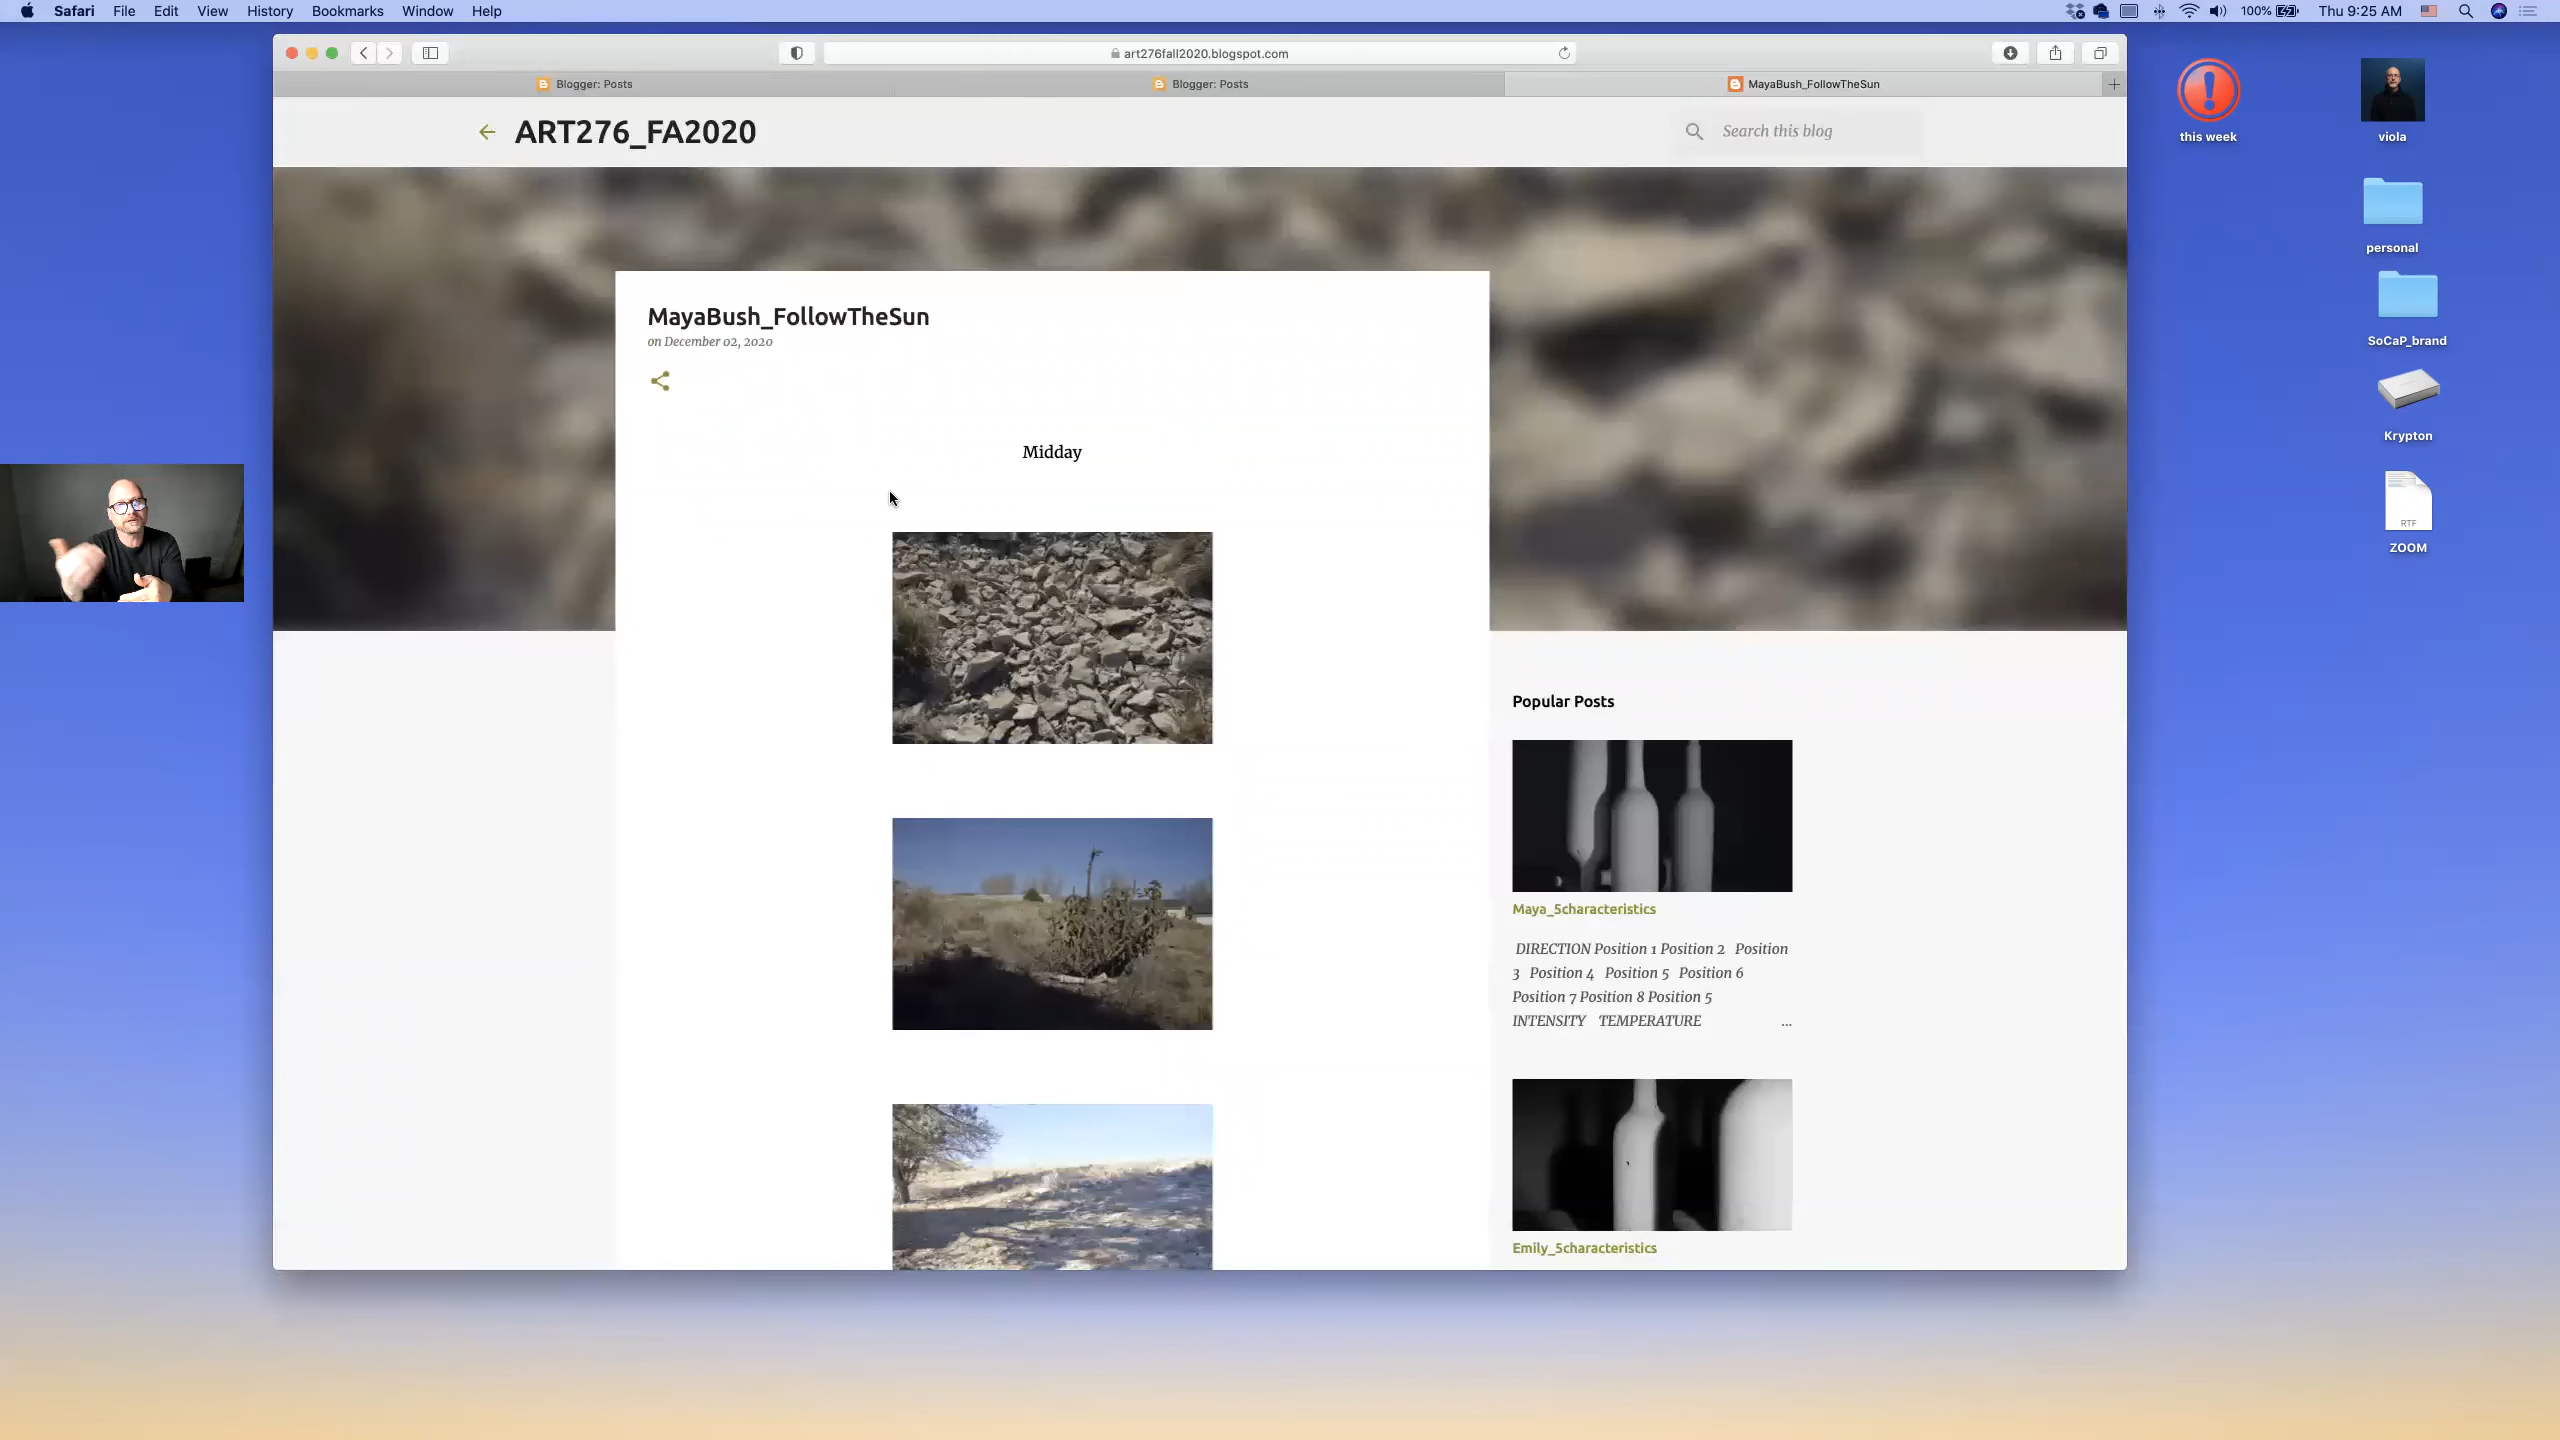 Safari File Edit View History Bookmarks Window Help
100% Thu 9:25 AM
art276fall2020.blogspot.com
Blogger: Posts
Blogger: Posts
MayaBush_FollowTheSun
ART276_FA2020
Search this blog
MayaBush_FollowTheSun
on December 02, 2020
Midday
Popular Posts
Maya_5characteristics
DIRECTION Position 1 Position 2 Position
3 Position 4 Position 5 Position 6
Position 7 Position 8 Position 5
INTENSITY TEMPERATURE ...
Emily_5characteristics
this week
viola
personal
SoCaP_brand
Krypton
RTF
ZOOM